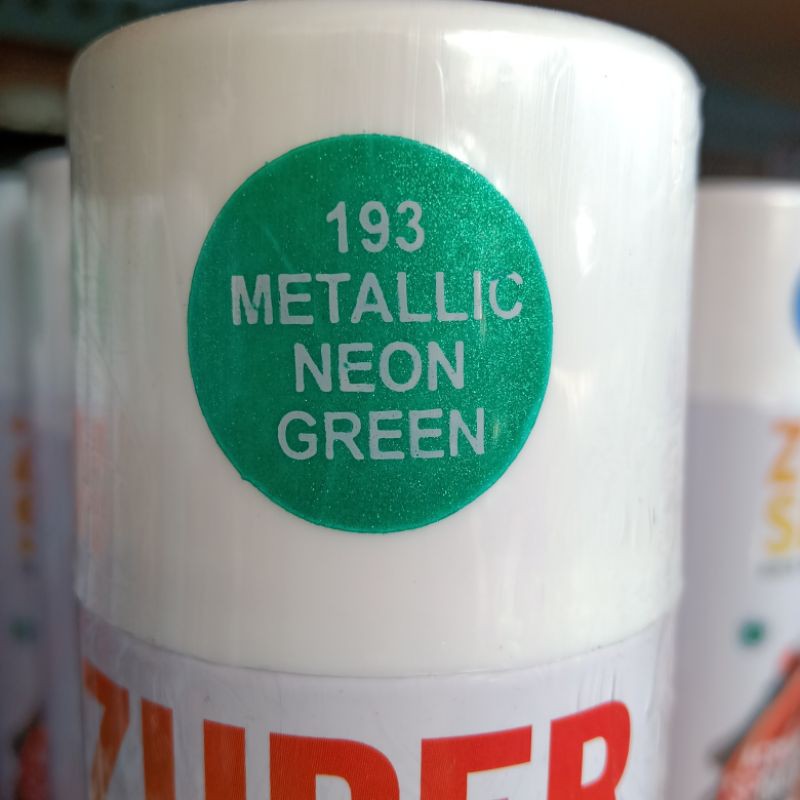 193
METALLIC
NEON
GREEN
ZUPER